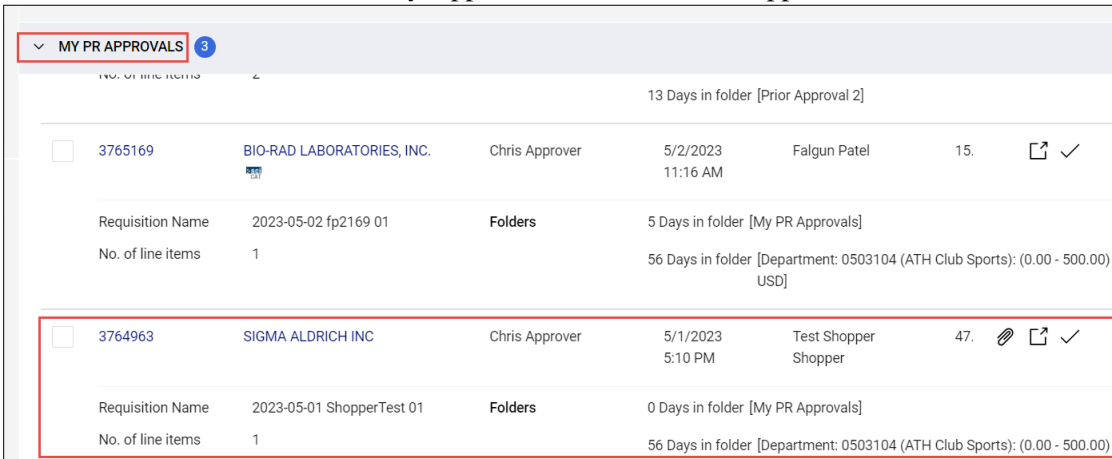 MY PR APPROVALS 3
No. of line items 2
13 Days in folder [Prior Approval 2]
3765169 BIO-RAD LABORATORIES, INC. Chris Approver 5/2/2023 Falgun Patel 15.
11:16 AM
Requisition Name 2023-05-02 fp2169 01 Folders 5 Days in folder [My PR Approvals]
No. of line items 1 56 Days in folder [Department: 0503104 (ATH Club Sports): (0.00 - 500.00)
USD]
3764963 SIGMA ALDRICH INC Chris Approver 5/1/2023 Test Shopper 47.
5:10 PM Shopper
Requisition Name 2023-05-01 ShopperTest 01 Folders 0 Days in folder [My PR Approvals]
No. of line items 1 56 Days in folder [Department: 0503104 (ATH Club Sports): (0.00 - 500.00)